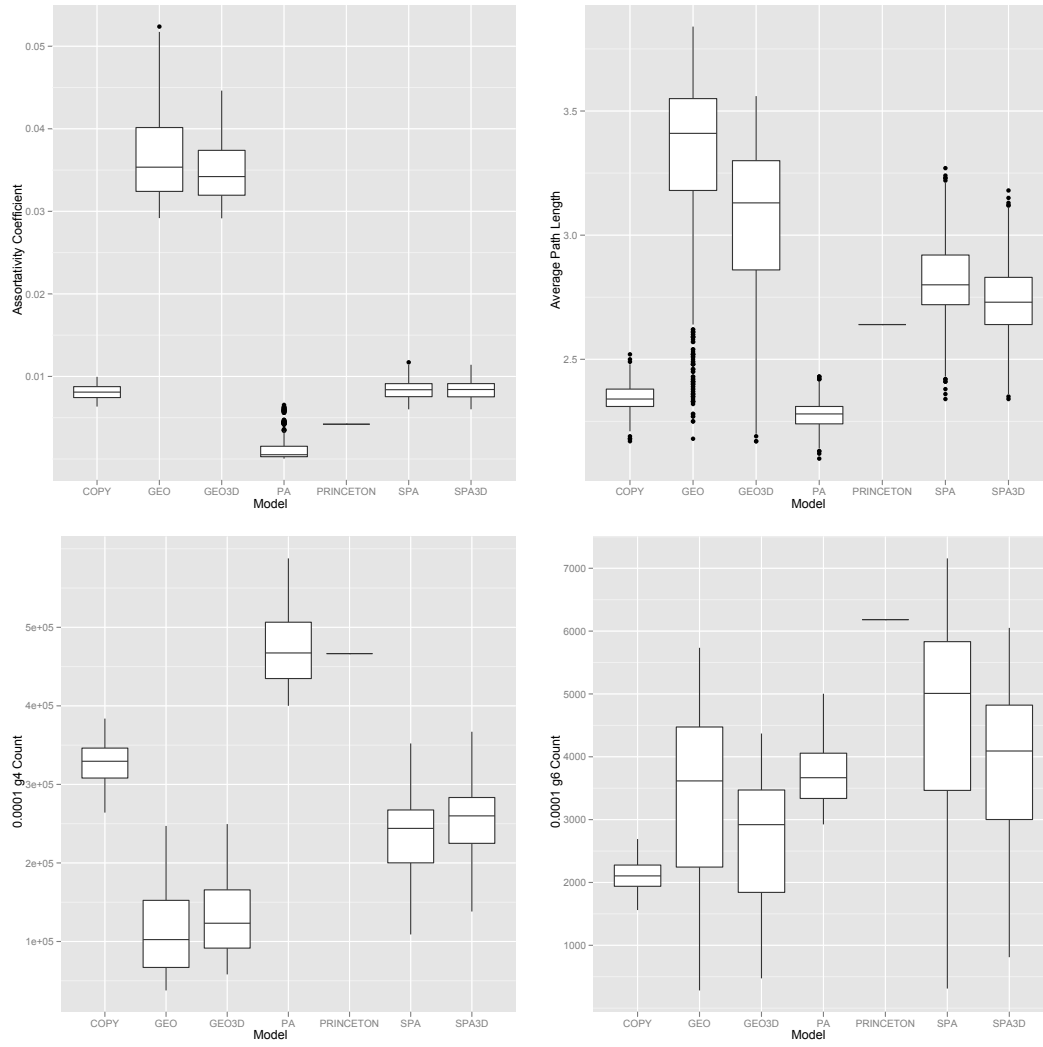 Assortativity Coefficient
0.05
0.04
0.03
0.02
0.01
COPY GEO GEO3D PA PRINCETON SPA SPA3D
Model
Average Path Length
3.5
3.0
2.5
COPY GEO GEO3D PA PRINCETON SPA SPA3D
Model
0.0001 g4 Count
5e+05
4e+05
3e+05
2e+05
1e+05
COPY GEO GEO3D PA PRINCETON SPA SPA3D
Model
0.0001 g6 Count
7000
6000
5000
4000
3000
2000
1000
COPY GEO GEO3D PA PRINCETON SPA SPA3D
Model